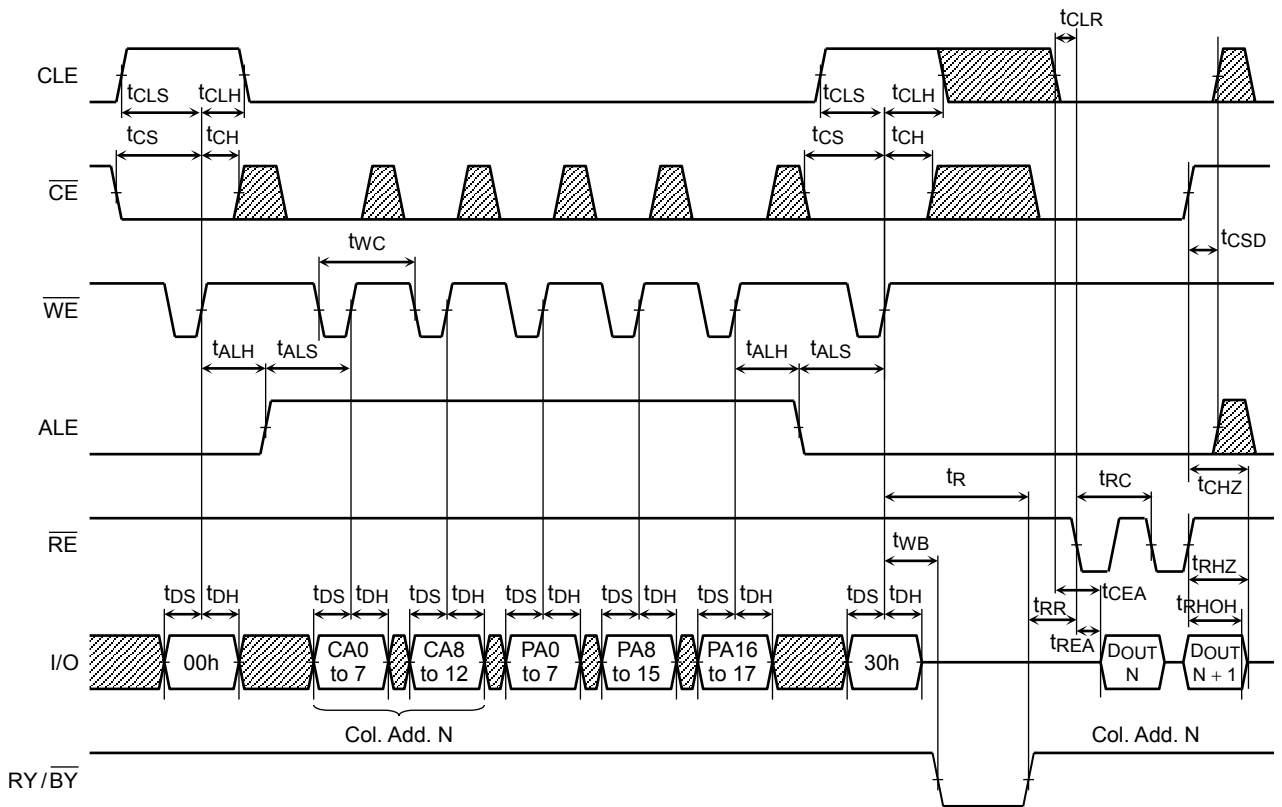 tCLR
CLE
tCLS tCLH tCLS tCLH
tCS tCH tCS tCH
CE
tWC tCSD
WE
tALH tALS tALH tALS
ALE
tR tRC tCHZ
RE
tWB tRHZ
tDS tDH tDS tDH tDS tDH tDS tDH tDS tDH tDS tDH tDS tDH tCEA
tRR tRHOH
tREA
I/O 00h CA0 to 7 CA8 to 12 PA0 to 7 PA8 to 15 PA16 to 17 30h DOUT N DOUT N + 1
Col. Add. N Col. Add. N
RY/BY